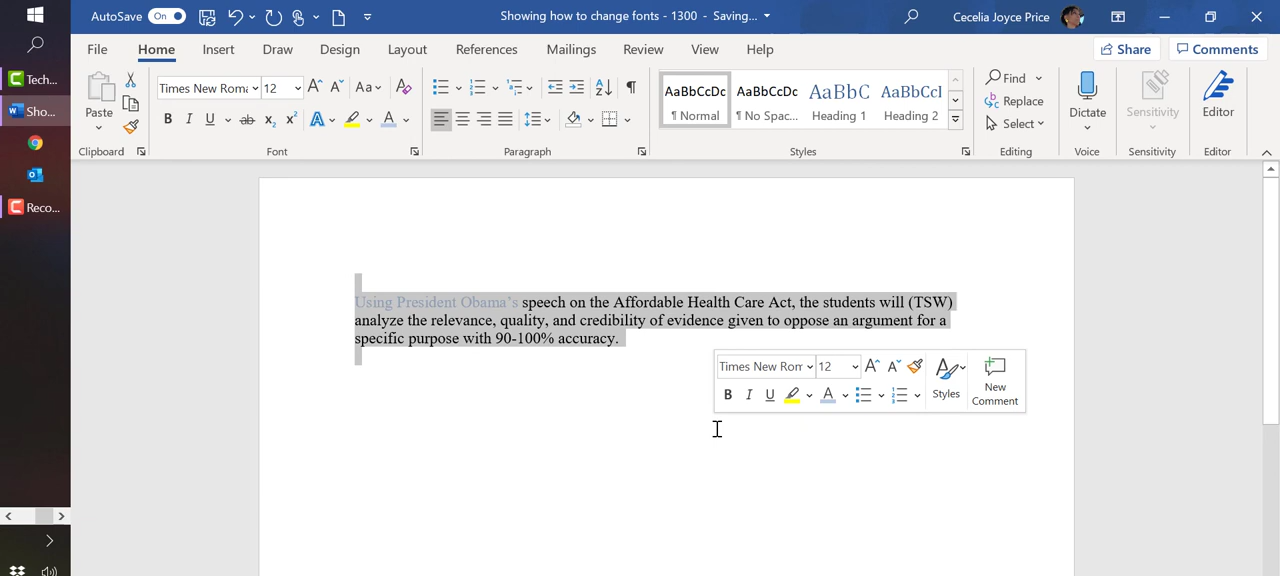 AutoSave On Showing how to change fonts - 1300 - Saving... Cecelia Joyce Price
File Home Insert Draw Design Layout References Mailings Review View Help Share Comments
Tech...
Sho...
Reco...
Paste
Clipboard
Times New Roma 12 Aa
B I U ab x₂ x² A A
Font
Paragraph
AaBbCcDc AaBbCcDc AaBbC AaBbCcI
¶ Normal ¶ No Spac... Heading 1 Heading 2
Styles
Find
Replace
Select
Editing
Dictate
Voice
Sensitivity
Sensitivity
Editor
Editor
Using President Obama's speech on the Affordable Health Care Act, the students will (TSW)
analyze the relevance, quality, and credibility of evidence given to oppose an argument for a
specific purpose with 90-100% accuracy.
Times New Rom 12
B I U A
Styles
New
Comment